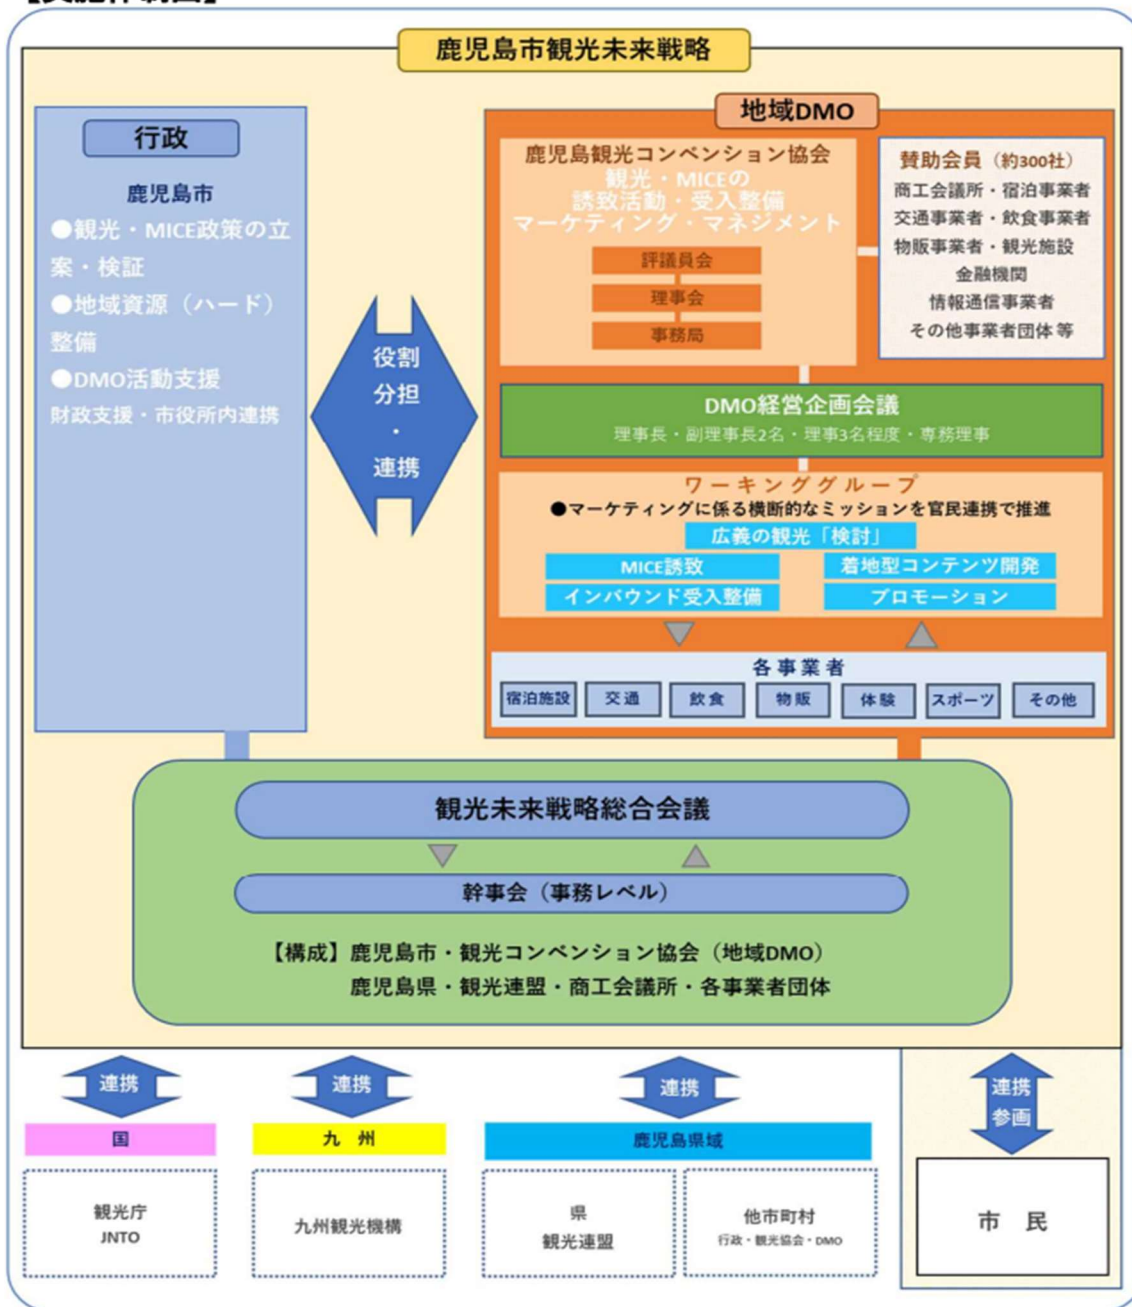 【実施体制図】
鹿児島市観光未来戦略
行政
鹿児島市
●観光・MICE政策の立
案・検証
●地域資源（ハード）
整備
●DMO活動支援
財政支援・市役所内連携
役割
分担
・
連携
地域DMO
鹿児島観光コンベンション協会
観光・MICEの
誘致活動・受入整備
マーケティング・マネジメント
評議員会
理事会
事務局
賛助会員（約300社）
商工会議所・宿泊事業者
交通事業者・飲食事業者
物販事業者・観光施設
金融機関
情報通信事業者
その他事業者団体等
DMO経営企画会議
理事長・副理事長2名・理事3名程度・専務理事
ワーキンググループ
●マーケティングに係る横断的なミッションを官民連携で推進
広義の観光「検討」
MICE誘致
着地型コンテンツ開発
インバウンド受入整備
プロモーション
各事業者
宿泊施設
交通
飲食
物販
体験
スポーツ
その他
観光未来戦略総合会議
幹事会（事務レベル）
【構成】鹿児島市・観光コンベンション協会（地域DMO）
鹿児島県・観光連盟・商工会議所・各事業者団体
連携
連携
連携
連携
参画
国
九 州
鹿児島県域
観光庁
JNTO
九州観光機構
県
観光連盟
他市町村
行政・観光協会・DMO
市 民